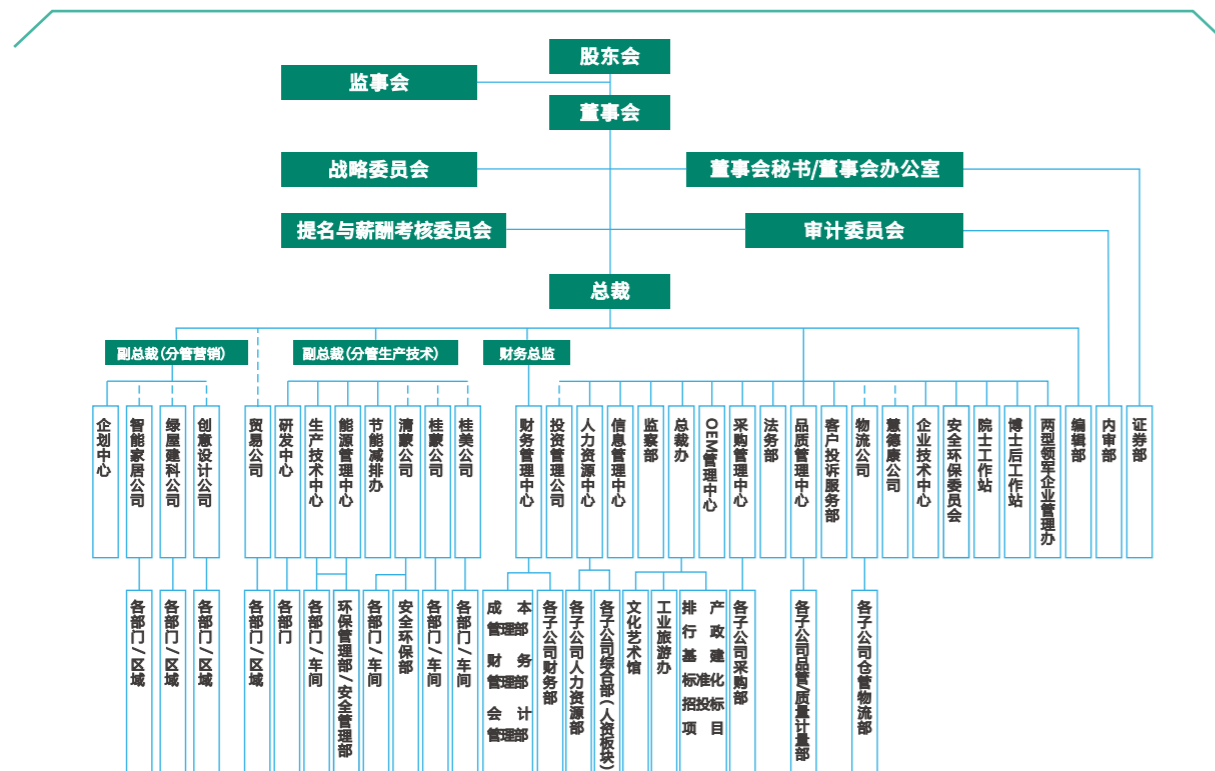 股东会
监事会
董事会
战略委员会
董事会秘书/董事会办公室
提名与薪酬考核委员会
审计委员会
总裁
副总裁(分管营销)
副总裁(分管生产技术)
财务总监
企划中心
智能家居公司
绿屋建科公司
创意设计公司
贸易公司
研发中心
生产技术中心
能源管理中心
节能减排办
清蒙公司
桂蒙公司
桂美公司
财务管理中心
投资管理公司
人力资源中心
信息管理中心
监察部
总裁办
OEM管理中心
采购管理中心
法务部
品质管理中心
客户投诉服务部
物流公司
慧德康公司
企业技术中心
安全环保委员会
院士工作站
博士后工作站
两型领军企业管理办
编辑部
内审部
证券部
各部门/区域
各部门/区域
各部门/区域
各部门/区域
各部门
各部门/车间
环保管理部/安全管理部
各部门/车间
安全环保部
各部门/车间
各部门/车间
成 本
管理部
财 务
管理部
会 计
管理部
各子公司财务部
各子公司人力资源部
各子公司综合部(人资板块)
文化艺术馆
工业旅游办
排 产
行 政
基 建
标准化
招投标
项 目
各子公司采购部
各子公司品管/质量计量部
各子公司仓管物流部